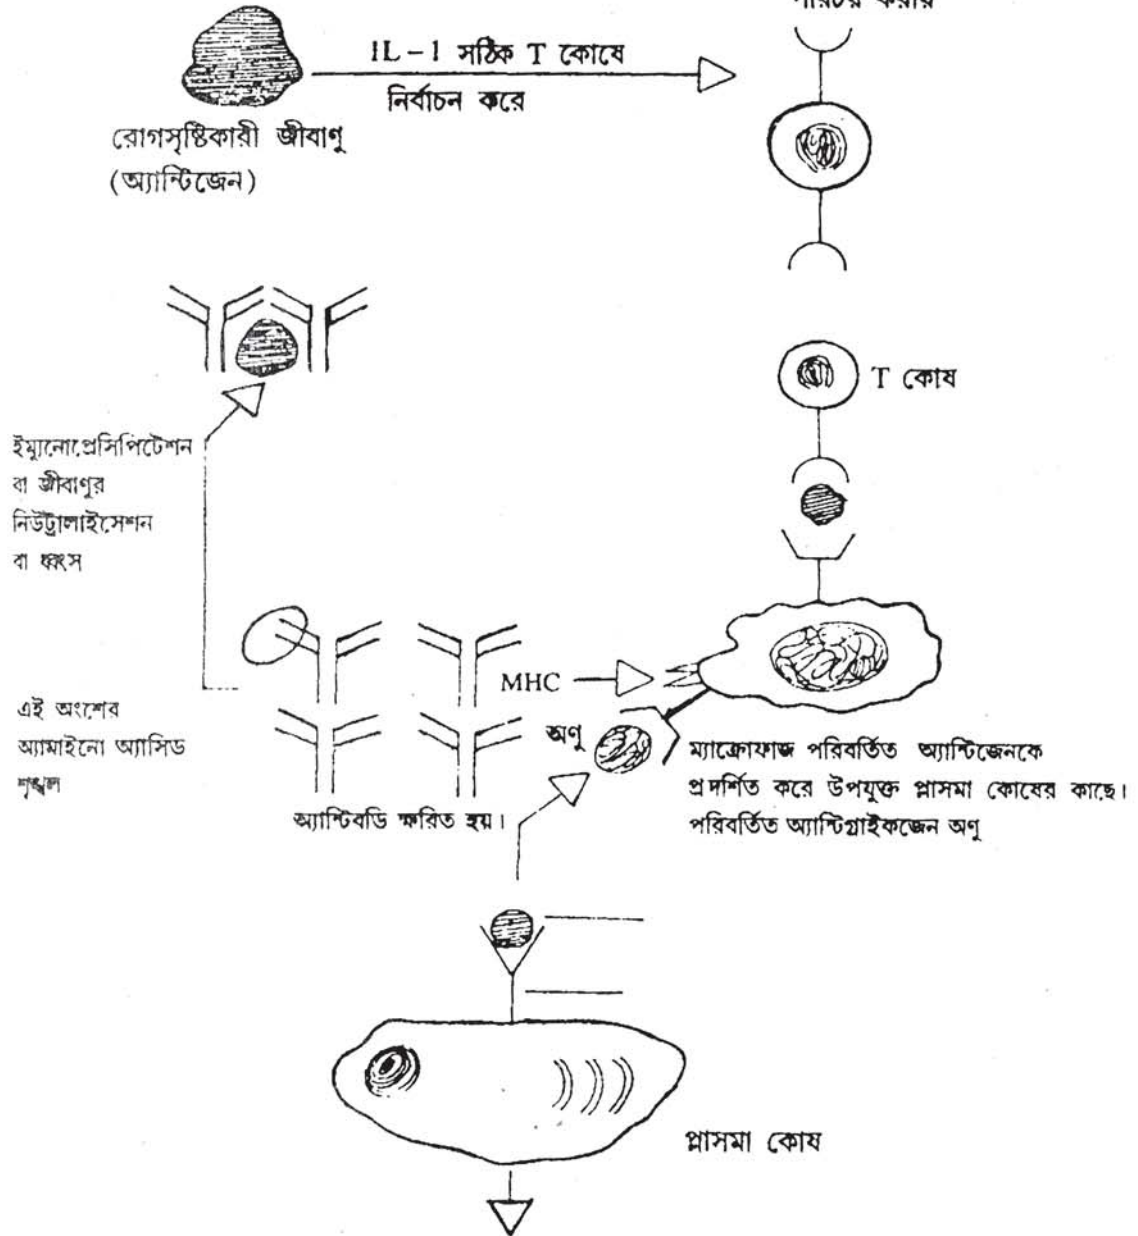 IL-1 সঠিক T কোষে
নির্বাচন করে
রোগসৃষ্টিকারী জীবাণু
(অ্যান্টিজেন)
T কোষ
ইম্যুনোপ্রেসিপিটেশন
বা জীবাণুর
নিউট্রালাইসেশন
বা ধ্বংস
MHC
এই অংশের
অ্যামাইনো অ্যাসিড
শৃঙ্খল
অণু
অ্যান্টিবডি ক্ষরিত হয়।
ম্যাক্রোফাজ পরিবর্তিত অ্যান্টিজেনকে
প্রদর্শিত করে উপযুক্ত প্লাসমা কোষের কাছে।
পরিবর্তিত অ্যান্টিগ্লাইকজেন অণু
প্লাসমা কোষ